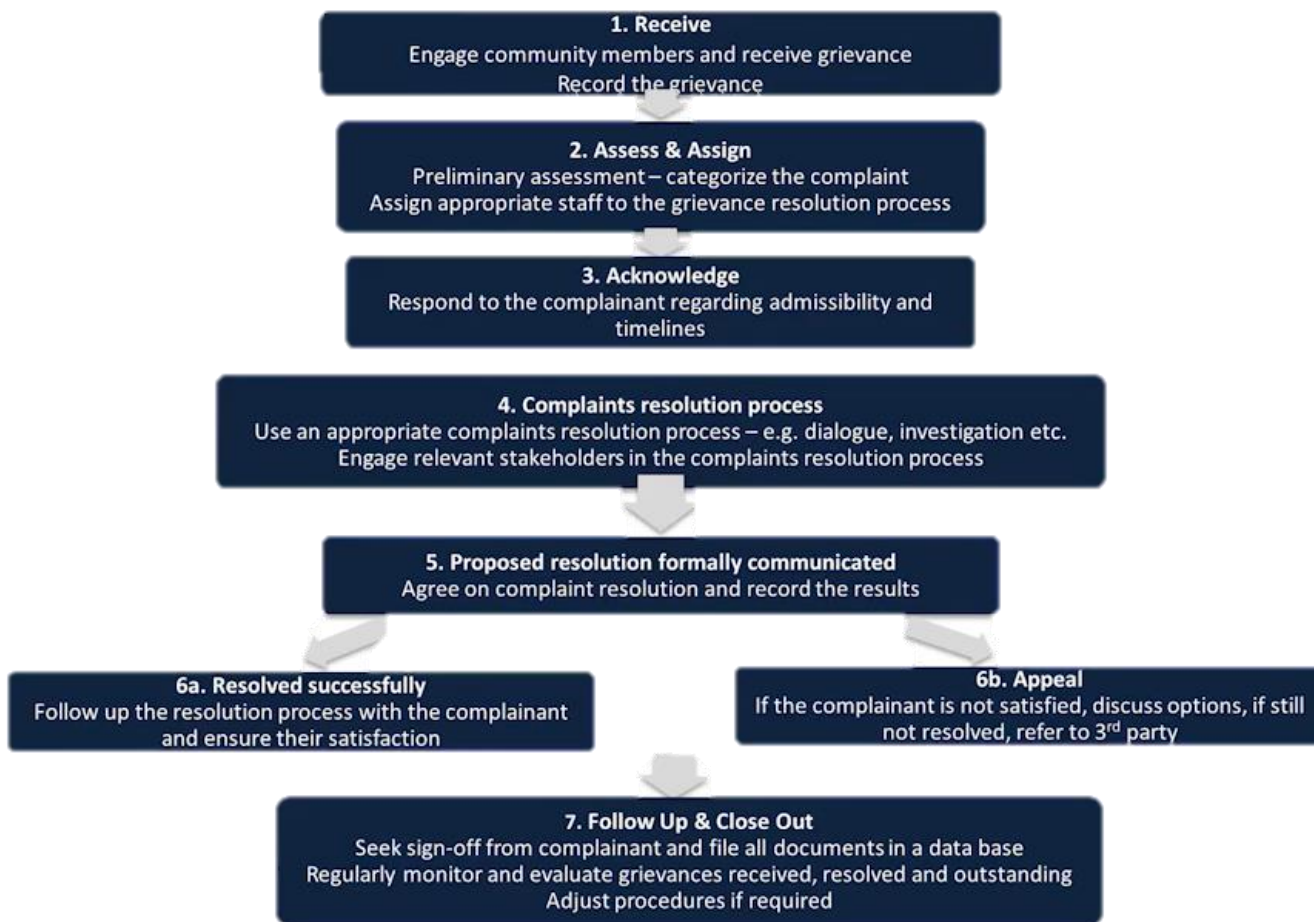 1. Receive
Engage community members and receive grievance
Record the grievance
2. Assess & Assign
Preliminary assessment – categorize the complaint
Assign appropriate staff to the grievance resolution process
3. Acknowledge
Respond to the complainant regarding admissibility and
timelines
4. Complaints resolution process
Use an appropriate complaints resolution process – e.g. dialogue, investigation etc.
Engage relevant stakeholders in the complaints resolution process
5. Proposed resolution formally communicated
Agree on complaint resolution and record the results
6a. Resolved successfully
Follow up the resolution process with the complainant
and ensure their satisfaction
6b. Appeal
If the complainant is not satisfied, discuss options, if still
not resolved, refer to 3rd party
7. Follow Up & Close Out
Seek sign-off from complainant and file all documents in a data base
Regularly monitor and evaluate grievances received, resolved and outstanding
Adjust procedures if required